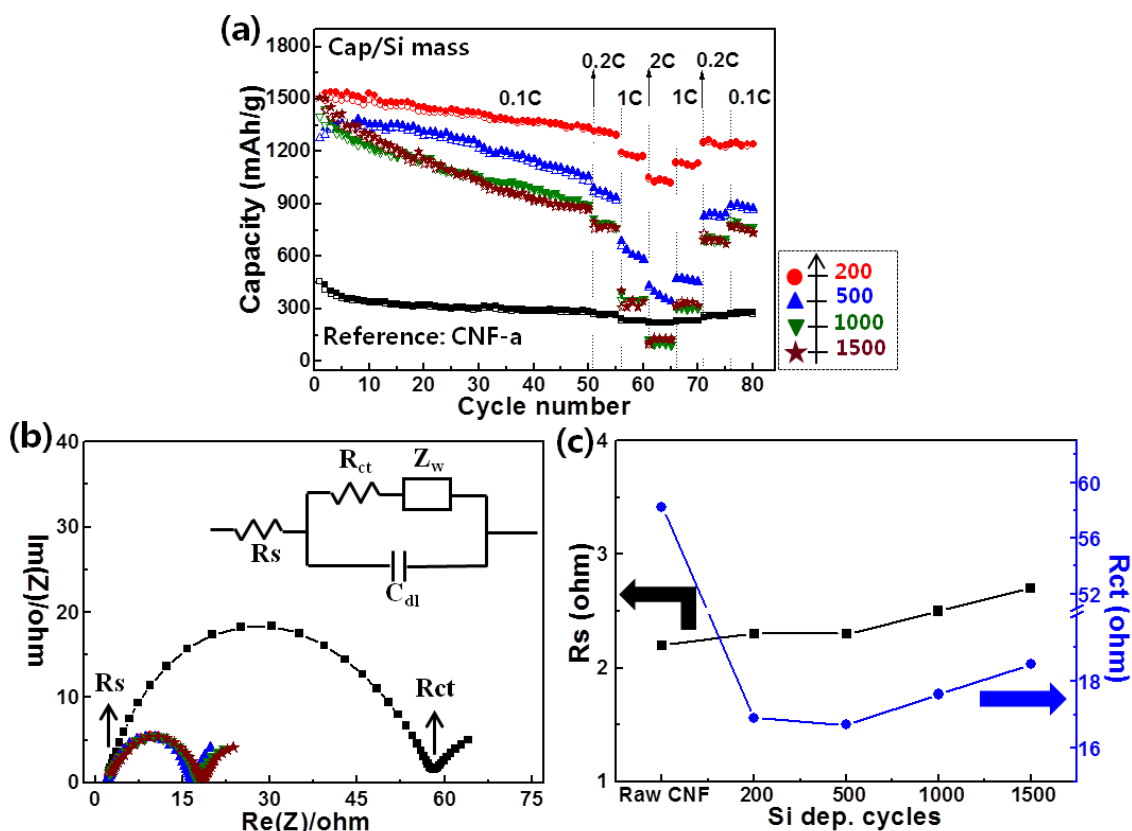 (a)
Cap/Si mass
0.2C
2C
0.2C
0.1C
1C
1C
0.1C
1800
1500
1200
900
600
300
0
Capacity (mAh/g)
Reference: CNF-a
0 10 20 30 40 50 60 70 80
Cycle number
200
500
1000
1500
(b)
40
30
20
10
0
Im(Z)/ohm
Rct
Zw
Rs
Cdl
Rs
Rct
0 15 30 45 60 75
Re(Z)/ohm
(c)
4
3
2
1
Rs (ohm)
60
58
56
52
18
16
Rct (ohm)
Raw CNF 200 500 1000 1500
Si dep. cycles